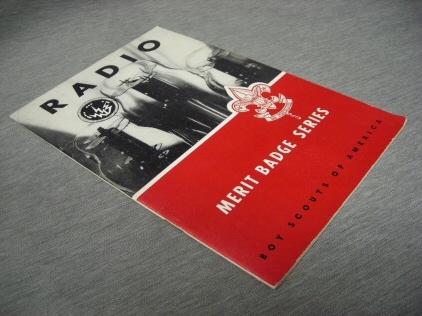 RADIO
MERIT BADGE SERIES
BOY SCOUTS OF AMERICA